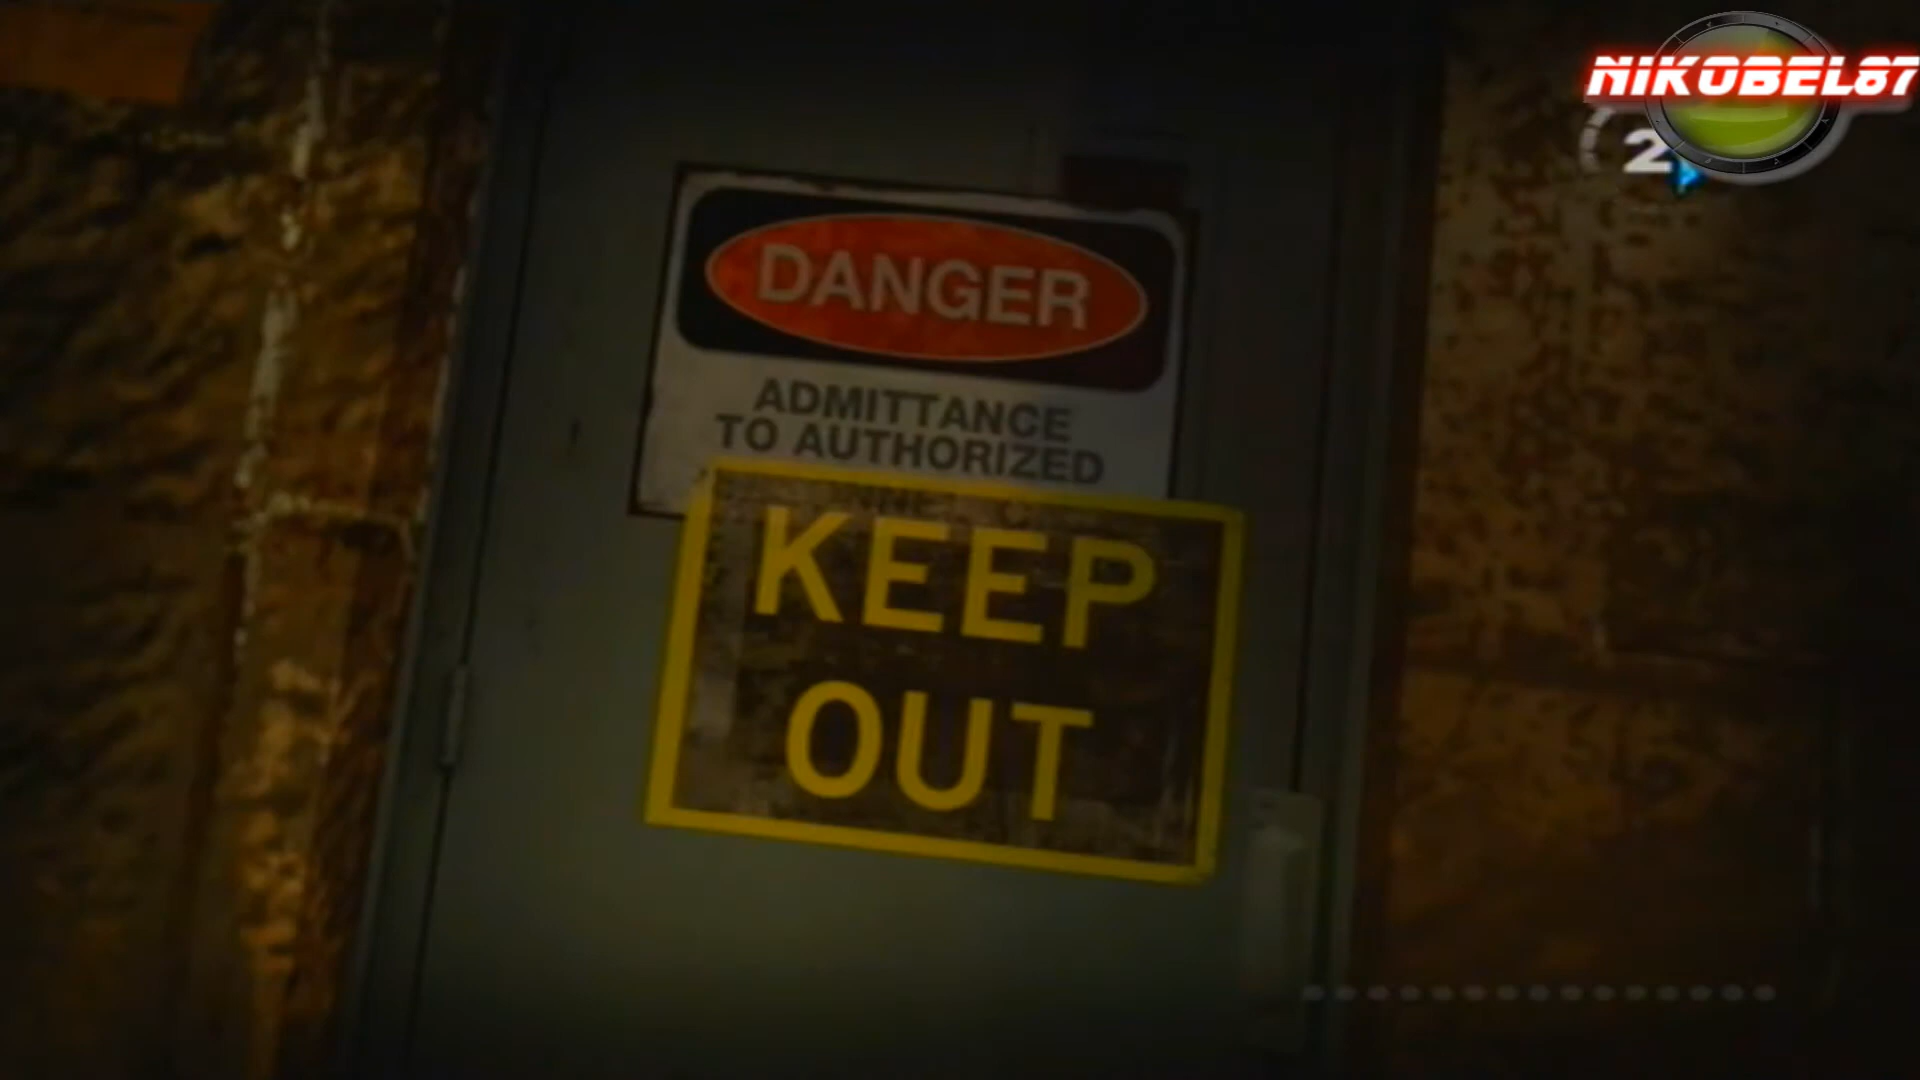 NIKOBEL87
2
DANGER
ADMITTANCE
TO AUTHORIZED
KEEP
OUT